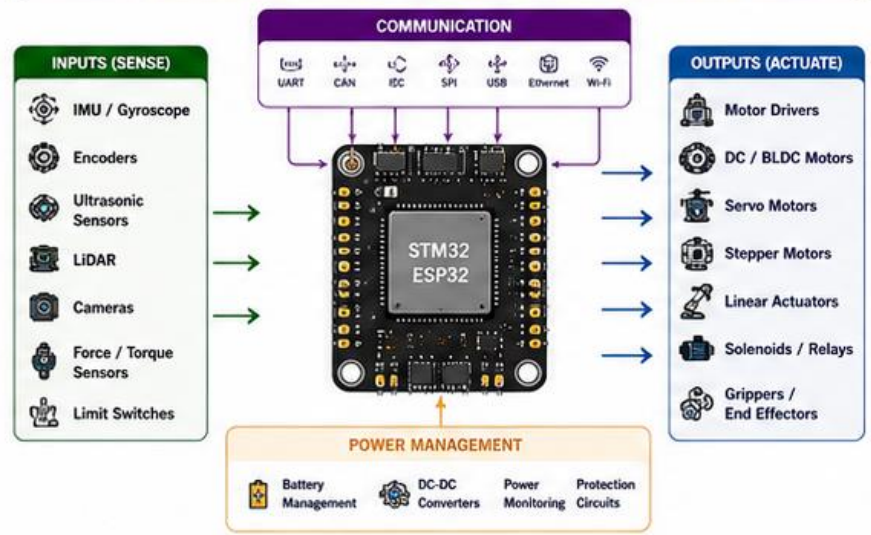 COMMUNICATION
UART
CAN
SPI
USB
Ethernet
Wi-Fi
INPUTS (SENSE)
IMU / Gyroscope
Encoders
Ultrasonic
Sensors
LiDAR
Cameras
Force / Torque
Sensors
Limit Switches
STM32
ESP32
OUTPUTS (ACTUATE)
Motor Drivers
DC / BLDC Motors
Servo Motors
Stepper Motors
Linear Actuators
Solenoids / Relays
Grippers /
End Effectors
POWER MANAGEMENT
Battery
Management
DC-DC
Converters
Power
Monitoring
Protection
Circuits